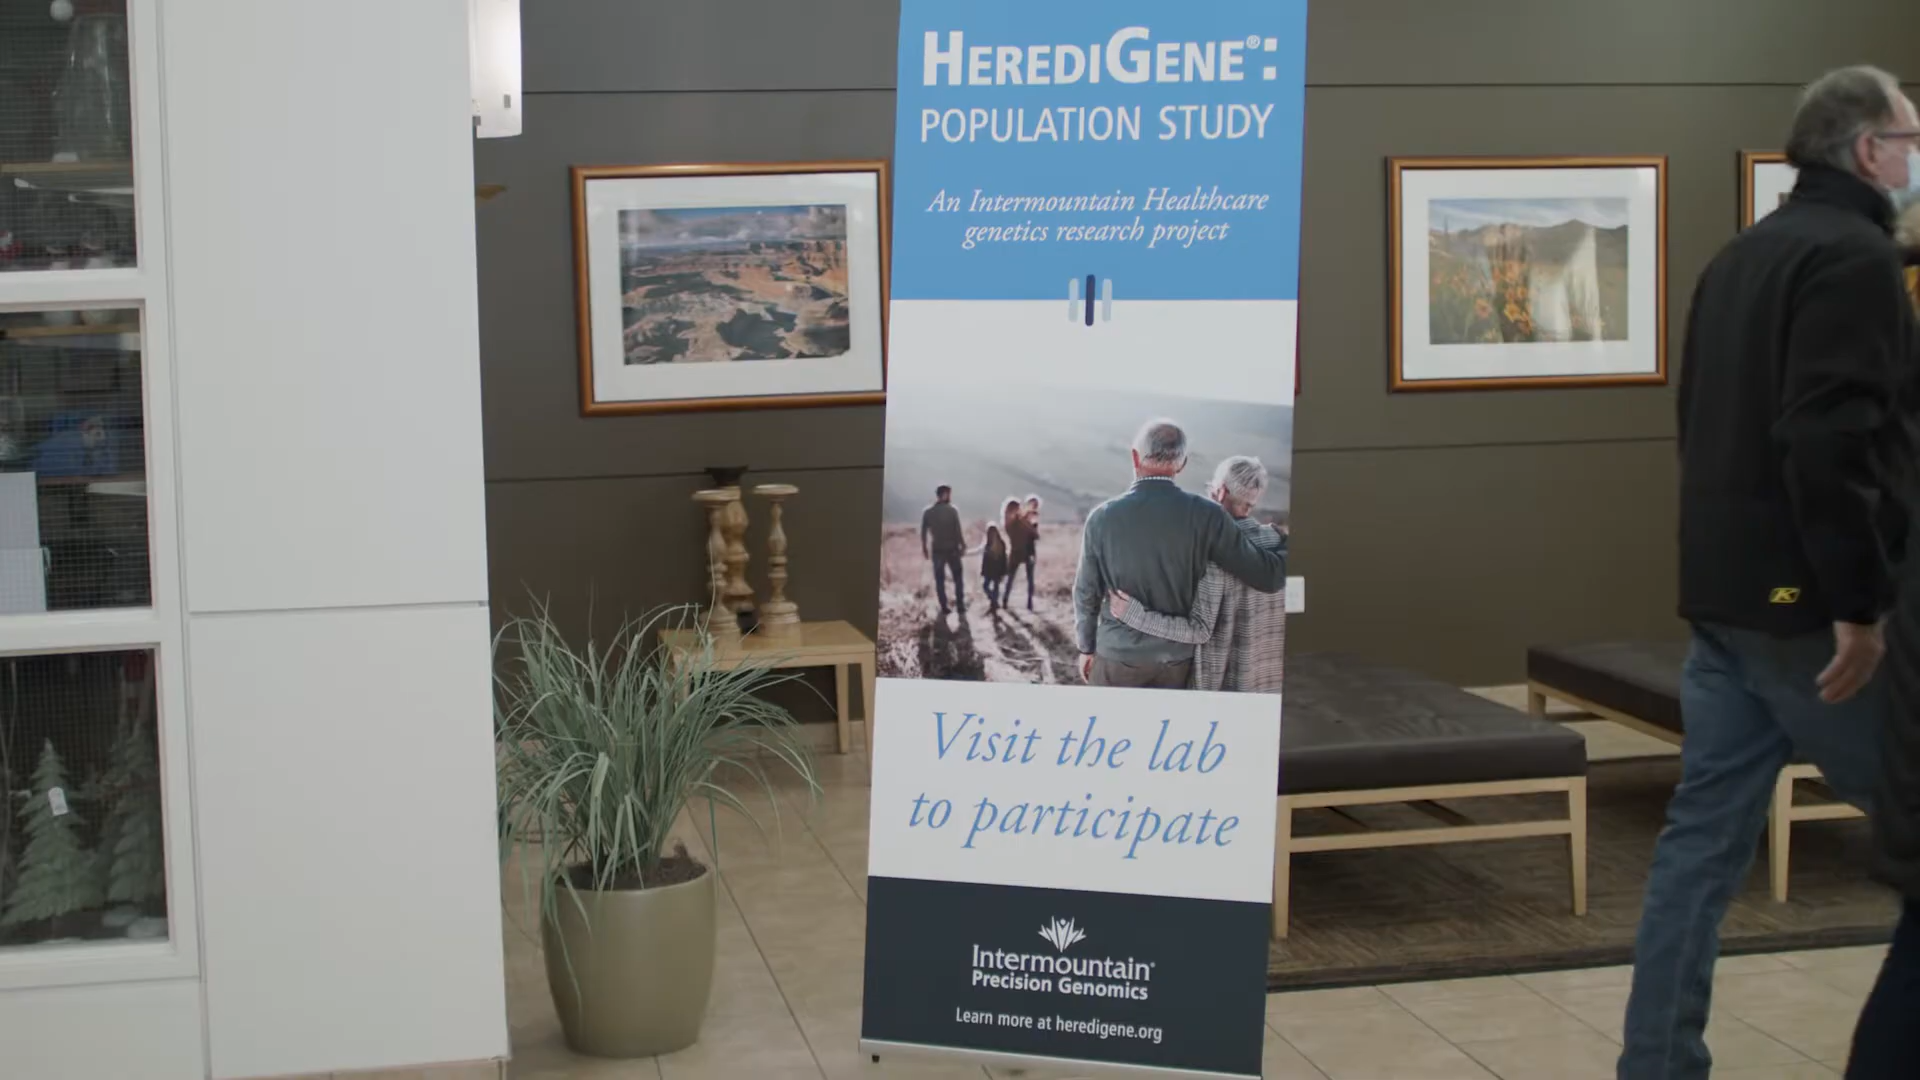 HEREDIGENE®:
POPULATION STUDY
An Intermountain Healthcare
genetics research project
Visit the lab
to participate
Intermountain®
Precision Genomics
Learn more at heredigene.org
K